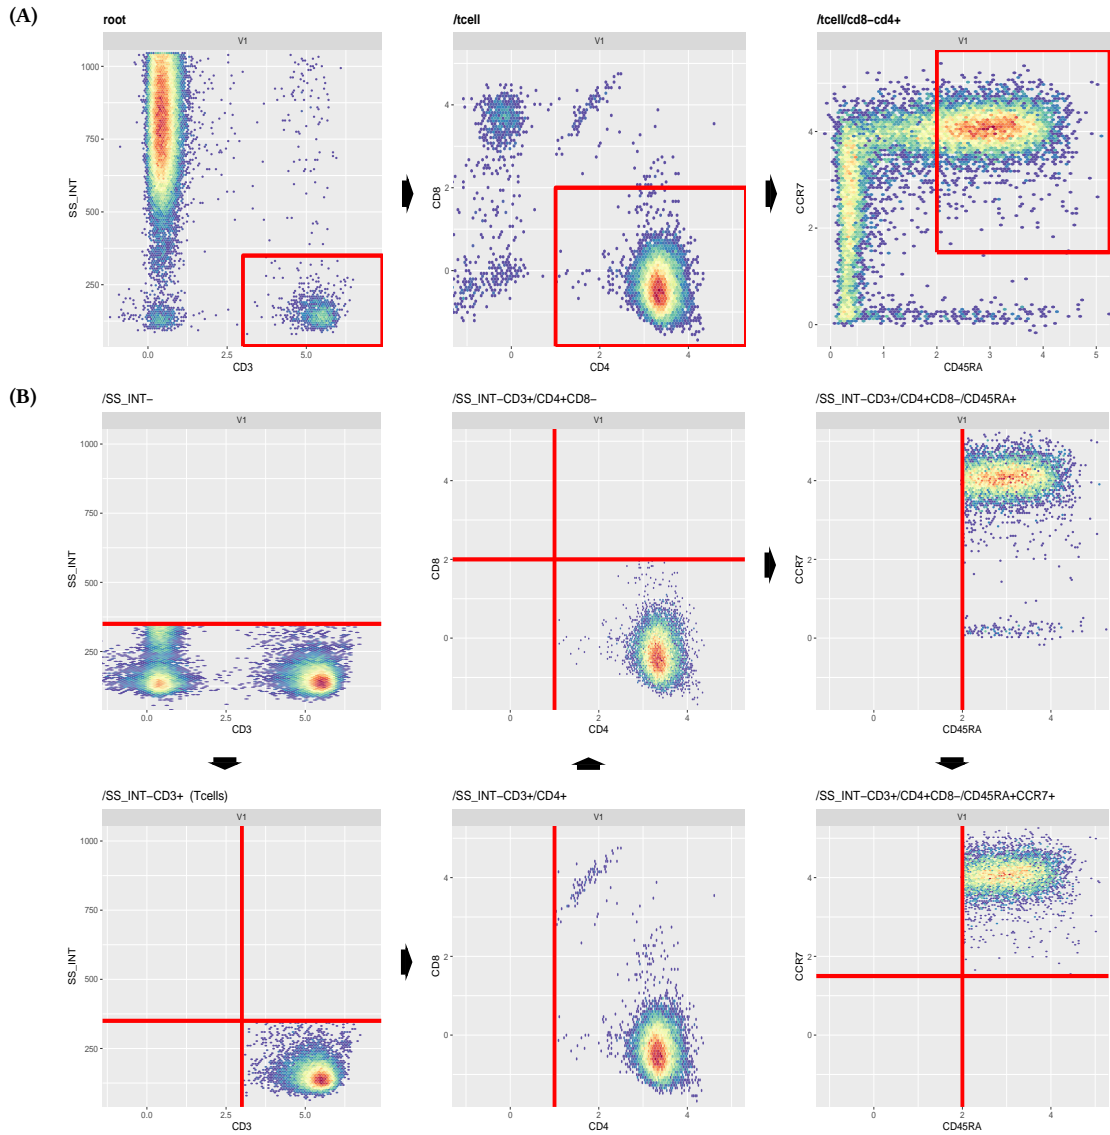 (A)
root
V1
SS_INT
1000
750
500
250
0.0 2.5 5.0
CD3
/tcell
V1
CD8
4
2
0
0 2 4
CD4
/tcell/cd8−cd4+
V1
CCR7
4
2
0
0 1 2 3 4 5
CD45RA
(B)
/SS_INT−
V1
SS_INT
1000
750
500
250
0.0 2.5 5.0
CD3
/SS_INT−CD3+/CD4+CD8−
V1
CD8
4
2
0
0 2 4
CD4
/SS_INT−CD3+/CD4+CD8−/CD45RA+
V1
CCR7
4
2
0
0 2 4
CD45RA
/SS_INT−CD3+ (Tcells)
V1
SS_INT
1000
750
500
250
0.0 2.5 5.0
CD3
/SS_INT−CD3+/CD4+
V1
CD8
4
2
0
0 2 4
CD4
/SS_INT−CD3+/CD4+CD8−/CD45RA+CCR7+
V1
CCR7
4
2
0
0 2 4
CD45RA